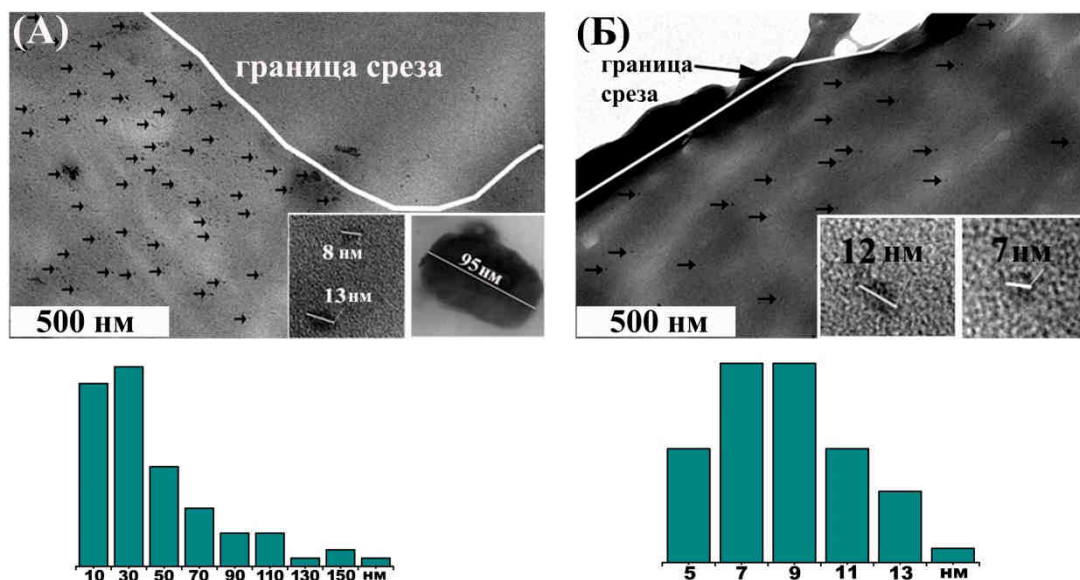 (А)
граница среза
8 нм
13 нм
95 нм
500 нм
(Б)
граница
среза
12 нм
7 нм
500 нм
10 30 50 70 90 110 130 150 нм
5 7 9 11 13 нм